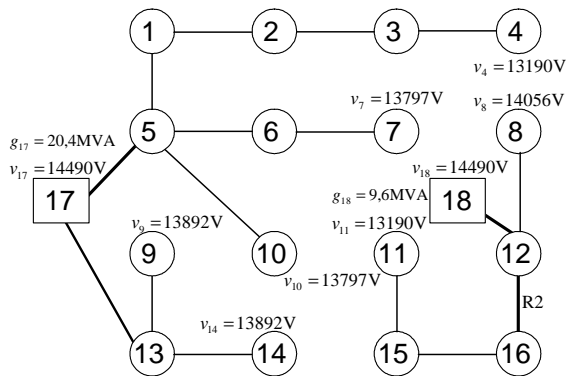 1 2 3 4
v₄ = 13190V
v₇ = 13797V v₈ = 14056V
5 6 7 8
g₁₇ = 20,4MVA
v₁₇ = 14490V v₁₈ = 14490V
17 g₁₈ = 9,6MVA 18
v₉ = 13892V v₁₁ = 13190V
9 10 11 12
v₁₀ = 13797V
R2
v₁₄ = 13892V
13 14 15 16